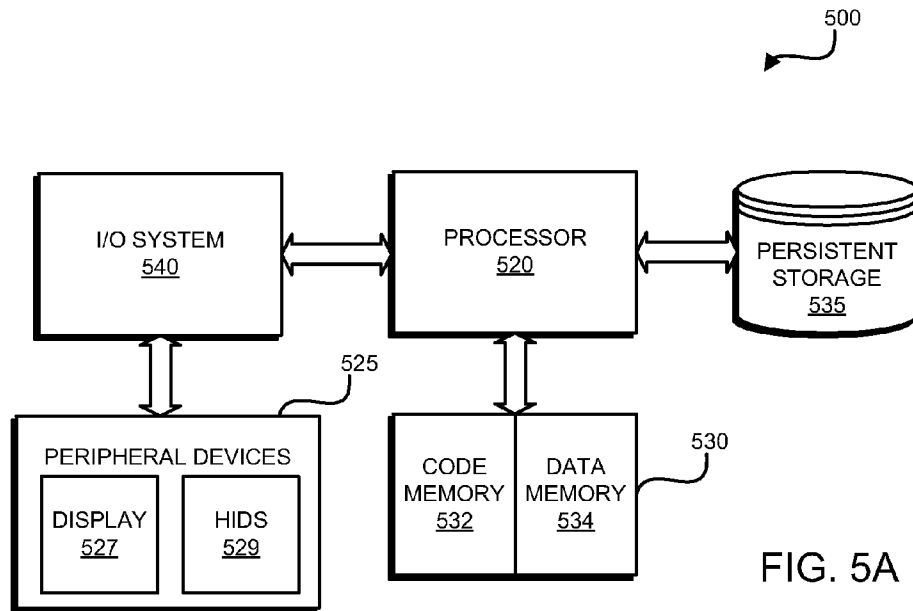 500
I/O SYSTEM
540
PROCESSOR
520
PERSISTENT
STORAGE
535
525
PERIPHERAL DEVICES
DISPLAY
527
HIDS
529
CODE
MEMORY
532
DATA
MEMORY
534
530
FIG. 5A